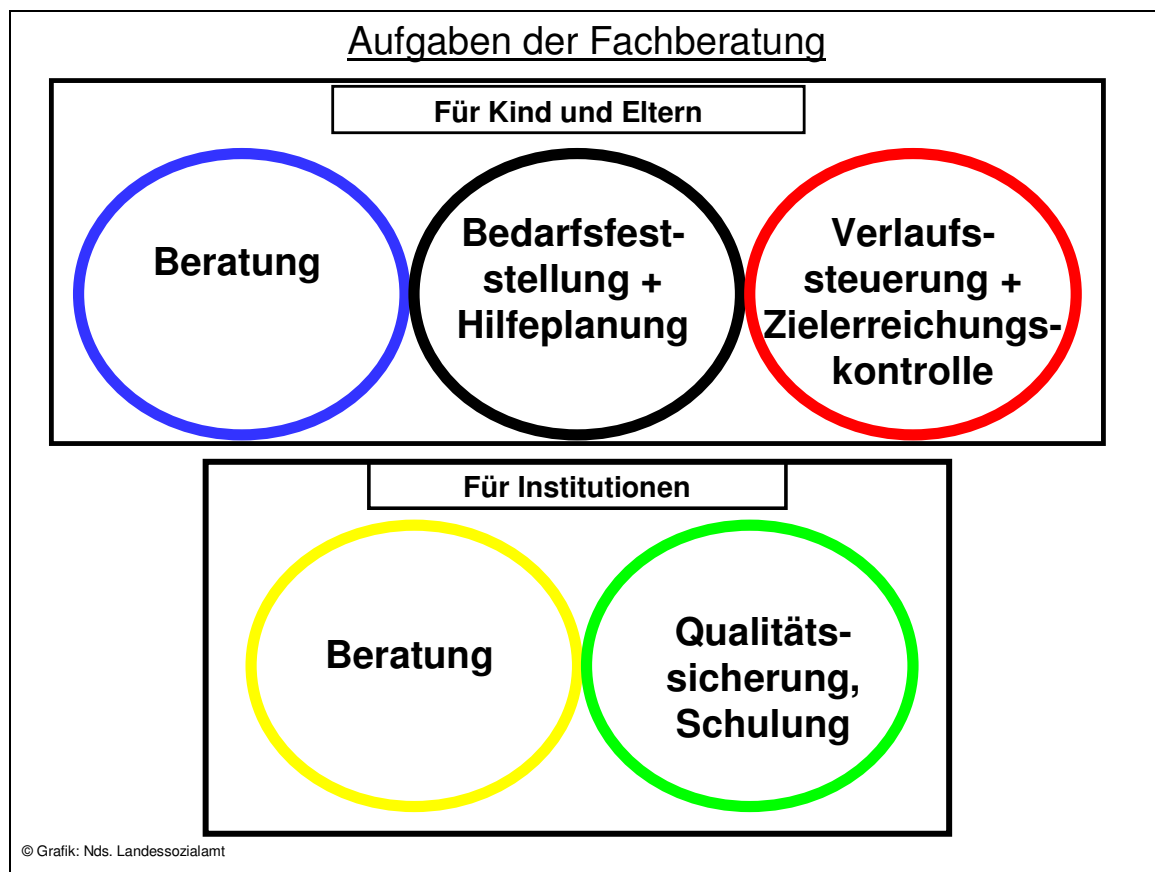 Aufgaben der Fachberatung
Für Kind und Eltern
Beratung
Bedarfsfest-
stellung +
Hilfeplanung
Verlaufs-
steuerung +
Zielerreichungs-
kontrolle
Für Institutionen
Beratung
Qualitäts-
sicherung,
Schulung
© Grafik: Nds. Landessozialamt